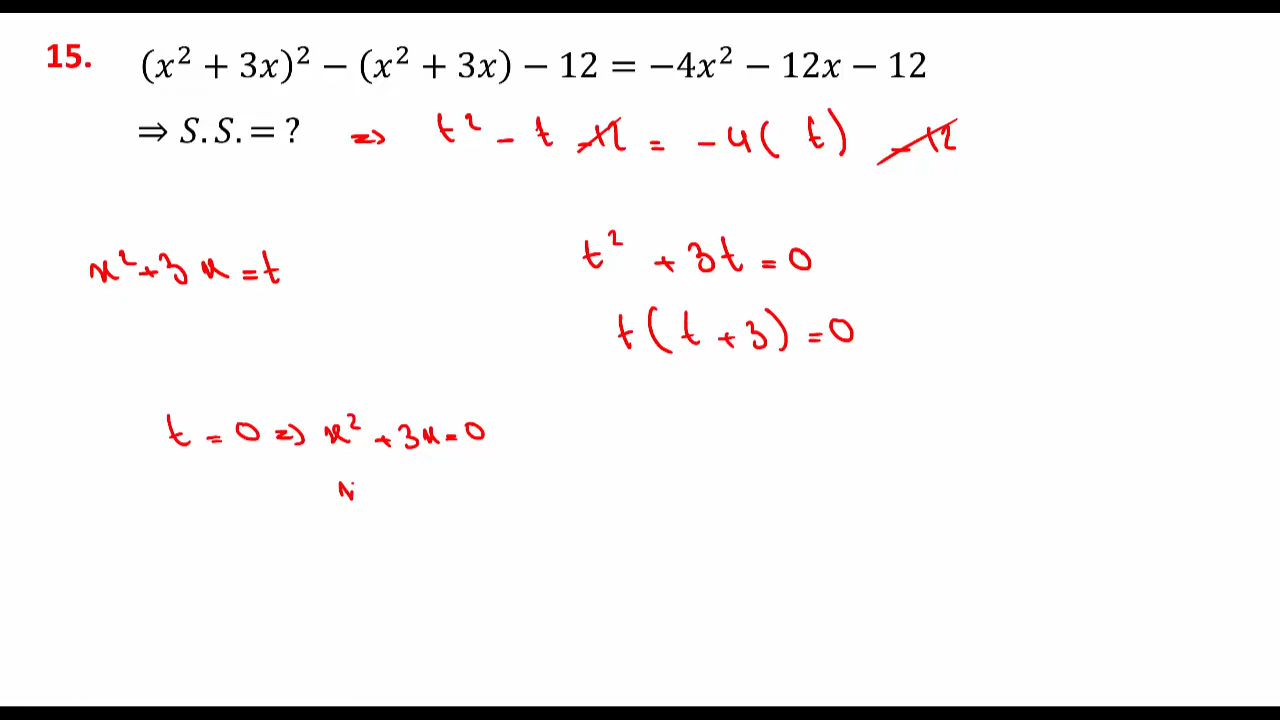 15. (x² + 3x)² − (x² + 3x) − 12 = −4x² − 12x − 12
⇒ S.S.= ? => t² - t -12 = -4( t) -12
x²+3x=t
t² +3t=0
t(t+3)=0
t=0=>x²+3x=0